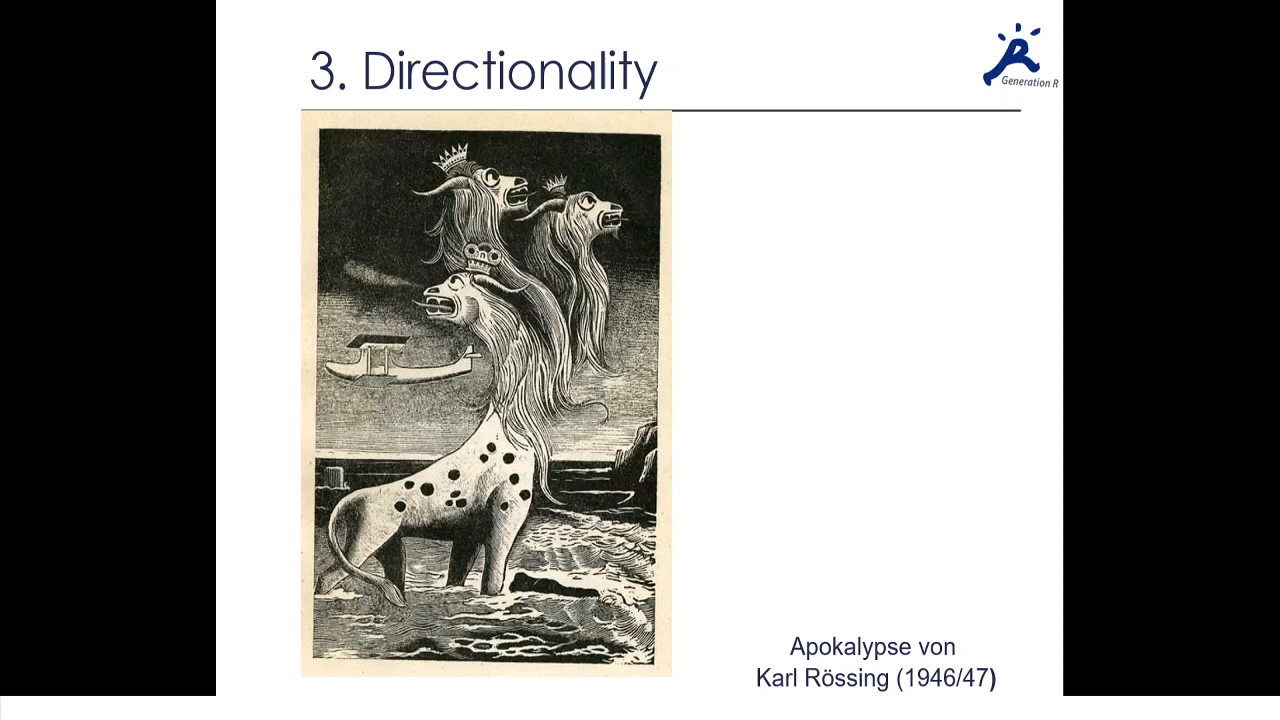 3. Directionality
Generation R
Apokalypse von
Karl Rössing (1946/47)